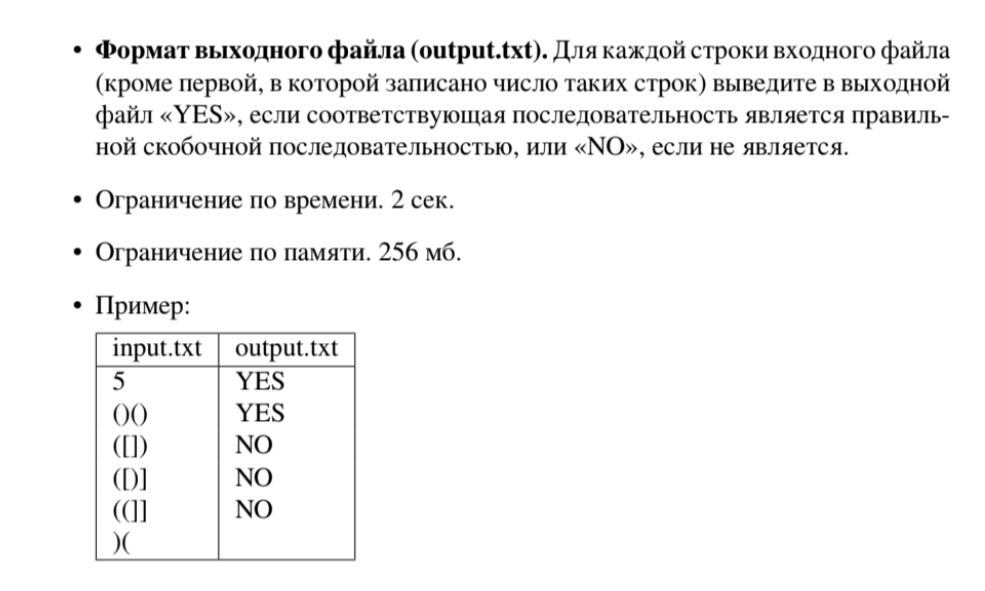 • Формат выходного файла (output.txt). Для каждой строки входного файла
(кроме первой, в которой записано число таких строк) выведите в выходной
файл «YES», если соответствующая последовательность является правиль-
ной скобочной последовательностью, или «NO», если не является.
• Ограничение по времени. 2 сек.
• Ограничение по памяти. 256 мб.
• Пример:
input.txt output.txt
5 YES
()() YES
([]) NO
([)] NO
((]] NO
)(